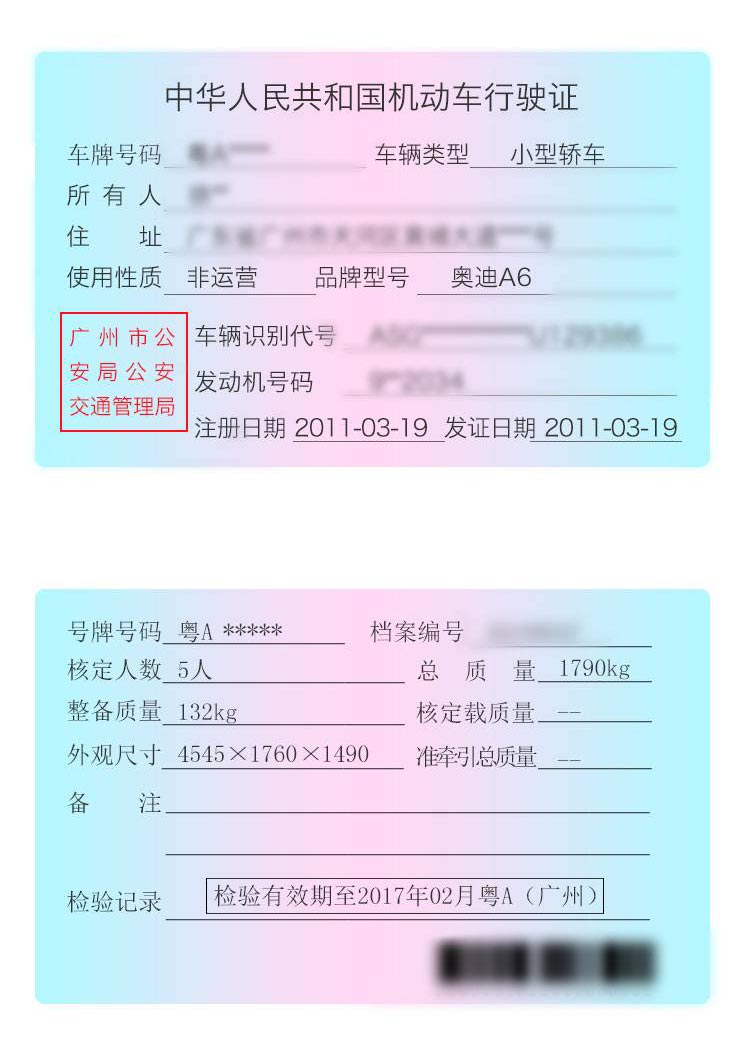 中华人民共和国机动车行驶证
车牌号码 车辆类型 小型轿车
所有人
住址
使用性质 非运营 品牌型号 奥迪A6
广州市公
安局公安
交通管理局
车辆识别代号
发动机号码
注册日期 2011-03-19 发证日期 2011-03-19
号牌号码 粤A ***** 档案编号
核定人数 5人 总质量 1790kg
整备质量 132kg 核定载质量 --
外观尺寸 4545×1760×1490 准牵引总质量 --
备注
检验记录 检验有效期至2017年02月粤A（广州）